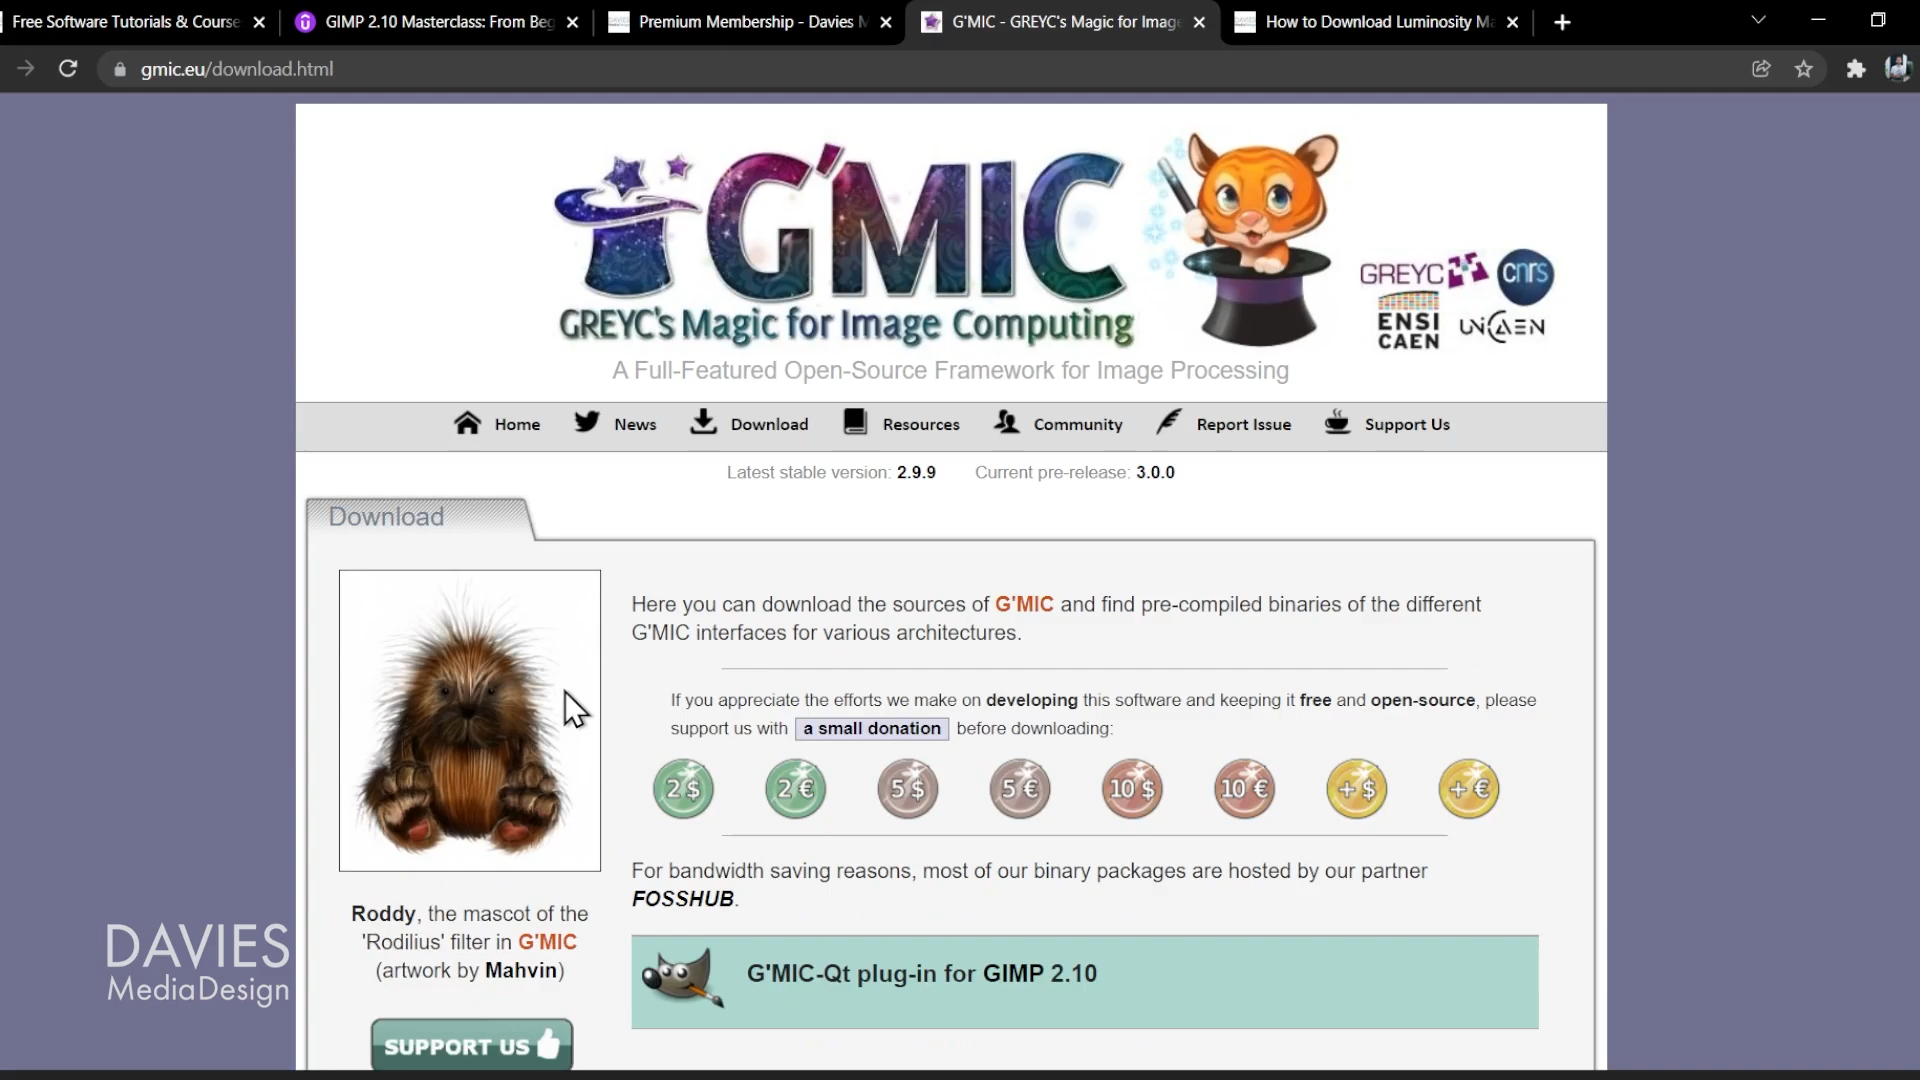 Free Software Tutorials & Course
GIMP 2.10 Masterclass: From Beg
Premium Membership - Davies M
G'MIC - GREYC's Magic for Image
How to Download Luminosity Ma
gmic.eu/download.html
G'MIC
GREYC's Magic for Image Computing
GREYC
cnrs
ENSI
CAEN
UNICAEN
A Full-Featured Open-Source Framework for Image Processing
Home News Download Resources Community Report Issue Support Us
Latest stable version: 2.9.9 Current pre-release: 3.0.0
Download
Here you can download the sources of G'MIC and find pre-compiled binaries of the different
G'MIC interfaces for various architectures.
If you appreciate the efforts we make on developing this software and keeping it free and open-source, please
support us with a small donation before downloading:
2 $ 2 € 5 $ 5 € 10 $ 10 € + $ + €
For bandwidth saving reasons, most of our binary packages are hosted by our partner
FOSSHUB.
Roddy, the mascot of the
'Rodilius' filter in G'MIC
(artwork by Mahvin)
DAVIES
MediaDesign
G'MIC-Qt plug-in for GIMP 2.10
SUPPORT US